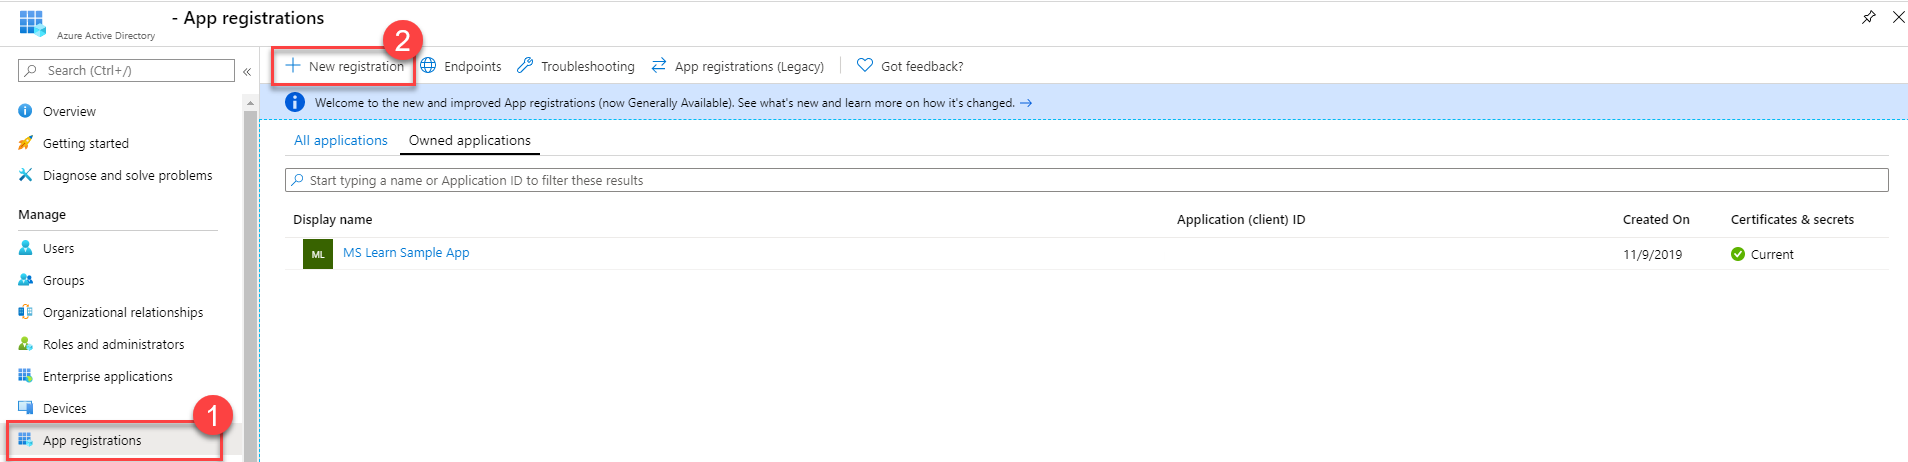 - App registrations
Azure Active Directory
Search (Ctrl+/)
«
Overview
Getting started
Diagnose and solve problems
Manage
Users
Groups
Organizational relationships
Roles and administrators
Enterprise applications
Devices
1
App registrations
2
New registration
Endpoints
Troubleshooting
App registrations (Legacy)
Got feedback?
Welcome to the new and improved App registrations (now Generally Available). See what's new and learn more on how it's changed. →
All applications
Owned applications
Start typing a name or Application ID to filter these results
Display name Application (client) ID Created On Certificates & secrets
ML MS Learn Sample App 11/9/2019 Current